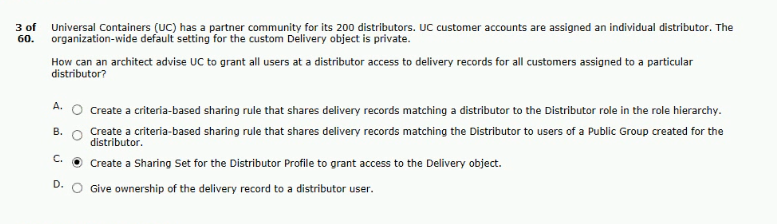 3 of Universal Containers (UC) has a partner community for its 200 distributors. UC customer accounts are assigned an individual distributor. The
60. organization-wide default setting for the custom Delivery object is private.
How can an architect advise UC to grant all users at a distributor access to delivery records for all customers assigned to a particular
distributor?
A. Create a criteria-based sharing rule that shares delivery records matching a distributor to the Distributor role in the role hierarchy.
B. Create a criteria-based sharing rule that shares delivery records matching the Distributor to users of a Public Group created for the
distributor.
C. Create a Sharing Set for the Distributor Profile to grant access to the Delivery object.
D. Give ownership of the delivery record to a distributor user.